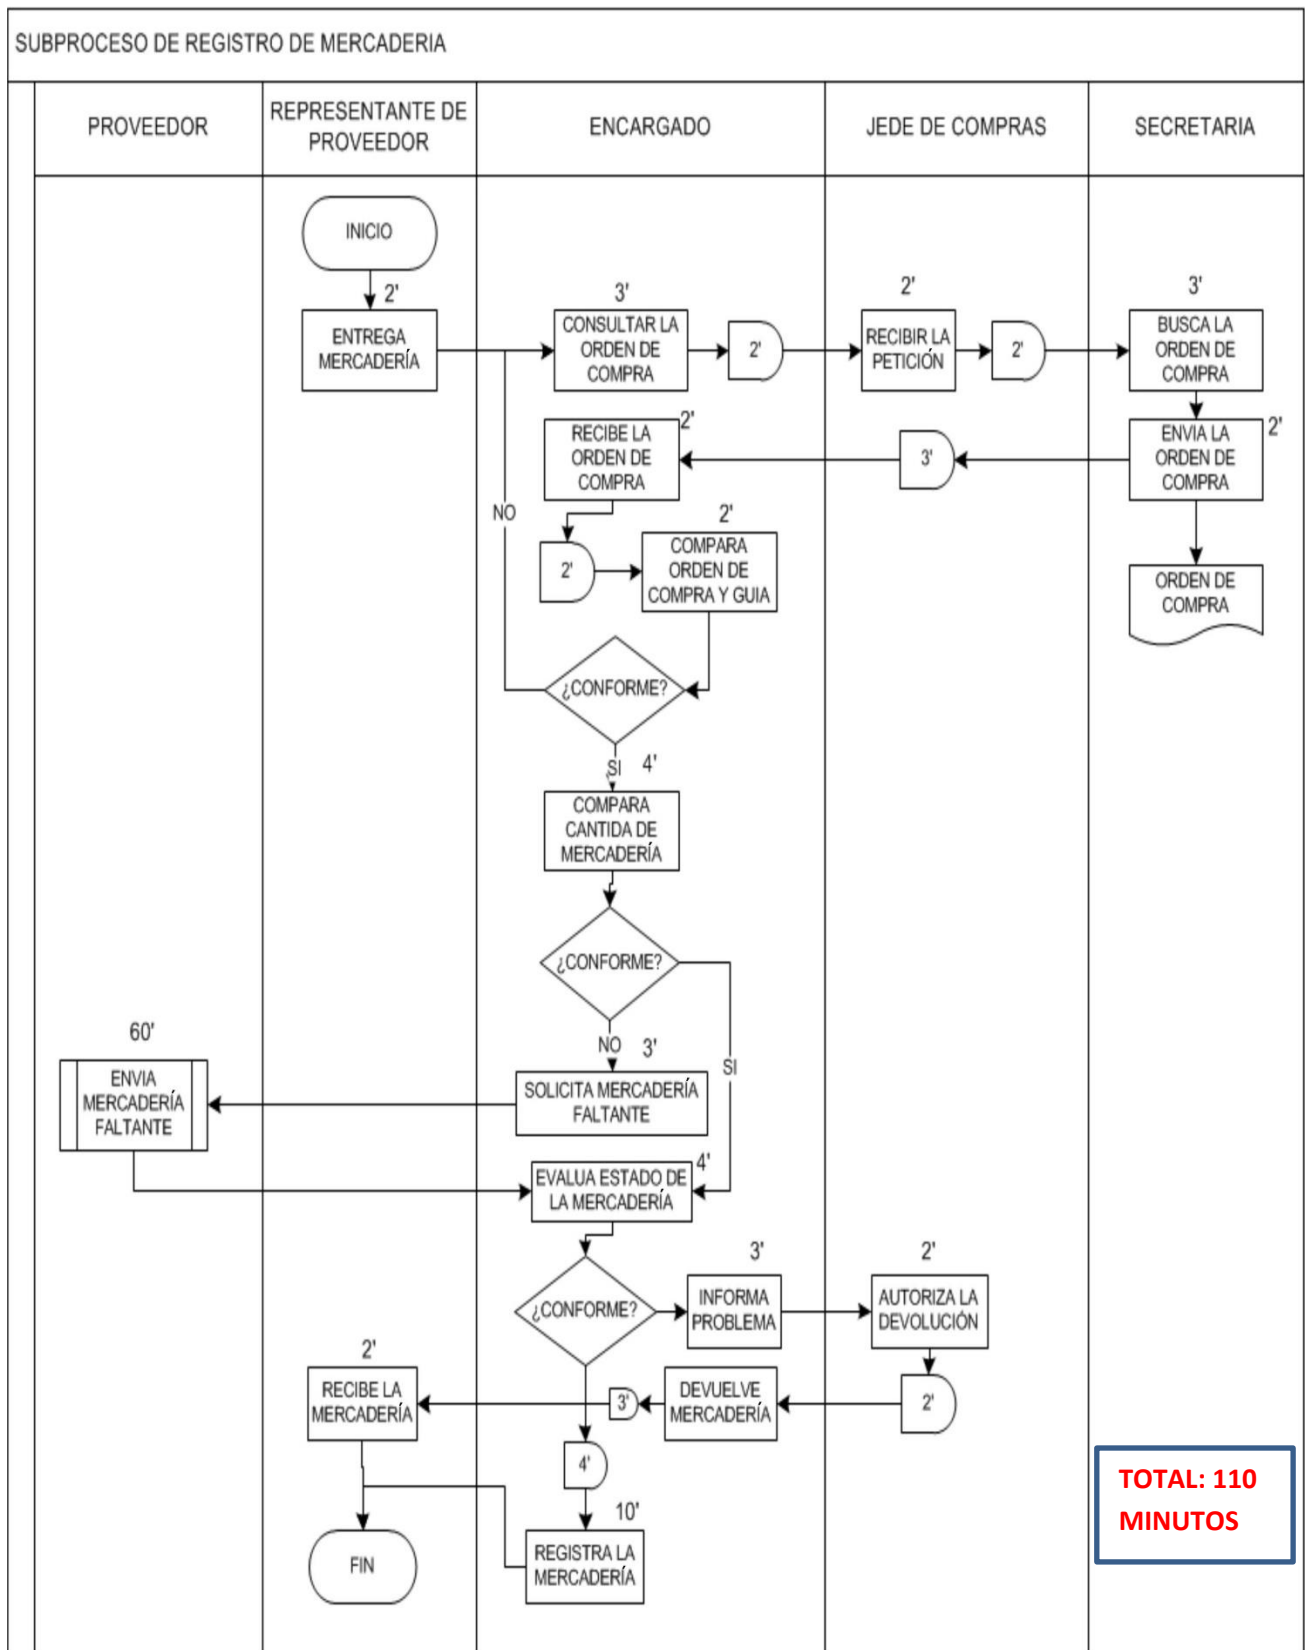 SUBPROCESO DE REGISTRO DE MERCADERIA
PROVEEDOR
REPRESENTANTE DE
PROVEEDOR
ENCARGADO
JEDE DE COMPRAS
SECRETARIA
INICIO
2'
ENTREGA
MERCADERÍA
3'
CONSULTAR LA
ORDEN DE
COMPRA
2'
2'
RECIBIR LA
PETICIÓN
2'
3'
BUSCA LA
ORDEN DE
COMPRA
ENVIA LA
ORDEN DE
COMPRA
2'
3'
RECIBE LA
ORDEN DE
COMPRA
2'
ORDEN DE
COMPRA
NO
2'
2'
COMPARA
ORDEN DE
COMPRA Y GUIA
¿CONFORME?
SI
4'
COMPARA
CANTIDA DE
MERCADERÍA
¿CONFORME?
NO
3'
SI
SOLICITA MERCADERÍA
FALTANTE
60'
ENVIA
MERCADERÍA
FALTANTE
EVALUA ESTADO DE
LA MERCADERÍA
4'
¿CONFORME?
3'
INFORMA
PROBLEMA
2'
AUTORIZA LA
DEVOLUCIÓN
2'
DEVUELVE
MERCADERÍA
3'
2'
RECIBE LA
MERCADERÍA
4'
10'
REGISTRA LA
MERCADERÍA
FIN
TOTAL: 110
MINUTOS